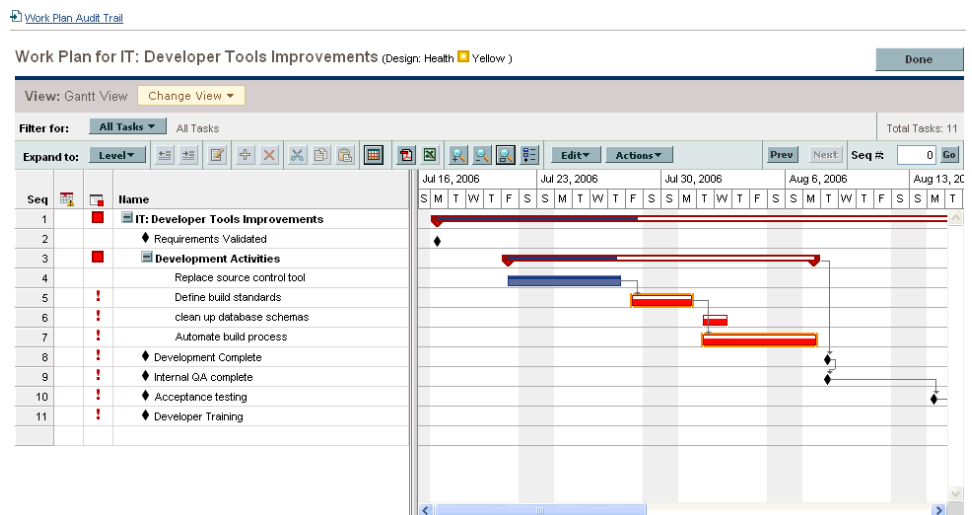 Work Plan Audit Trail
Work Plan for IT: Developer Tools Improvements (Design: Health Yellow )
Done
View: Gantt View Change View
Filter for: All Tasks All Tasks Total Tasks: 11
Expand to: Level Edit Actions Prev Next Seq #: 0 Go
Jul 16, 2006 Jul 23, 2006 Jul 30, 2006 Aug 6, 2006 Aug 13, 20
Seq Name S M T W T F S S M T W T F S S M T W T F S S M T W T F S S M T
1 IT: Developer Tools Improvements
2 Requirements Validated
3 Development Activities
4 Replace source control tool
5 ! Define build standards
6 ! clean up database schemas
7 ! Automate build process
8 ! Development Complete
9 ! Internal QA complete
10 ! Acceptance testing
11 ! Developer Training